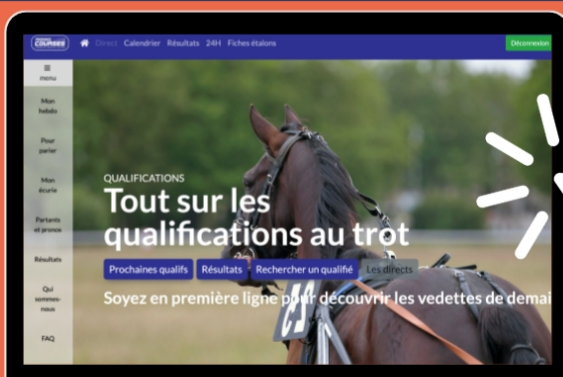 COURSES
Direct Calendrier Résultats 24H Fiches étalons
Déconnexion
menu
Mon
hebdo
Pour
parier
Mon
écurie
Partants
et pronos
Résultats
Qui
sommes-
nous
FAQ
QUALIFICATIONS
Tout sur les
qualifications au trot
Prochaines qualifs Résultats Rechercher un qualifié Les directs
Soyez en première ligne pour découvrir les vedettes de demai